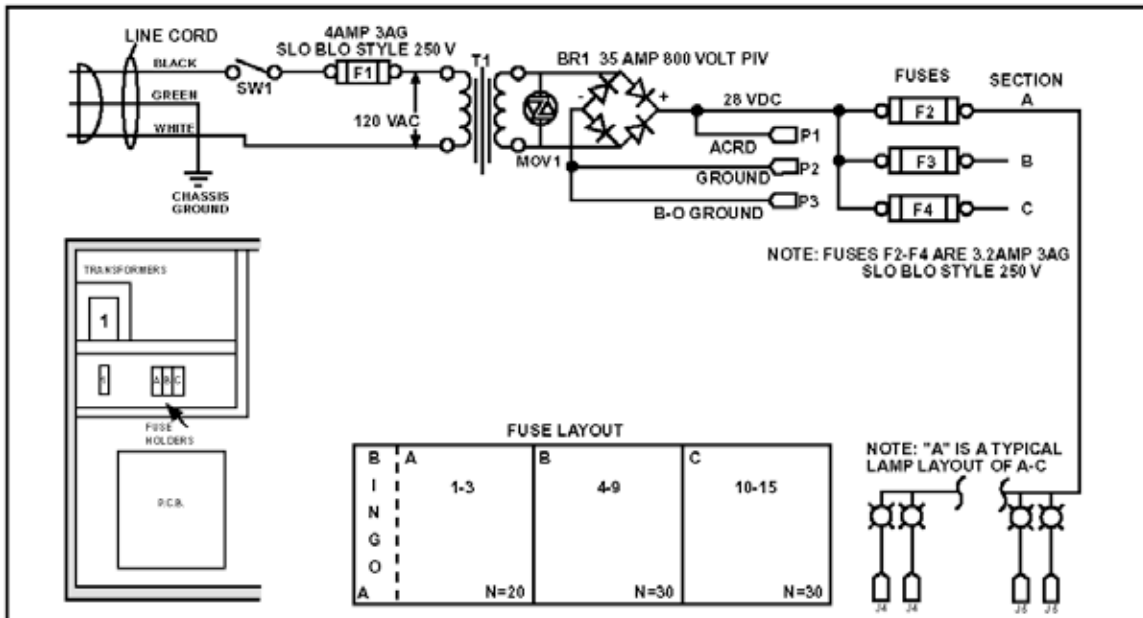 LINE CORD
4AMP 3AG
SLO BLO STYLE 250 V
T1
BR1 35 AMP 800 VOLT PIV
FUSES
SECTION
BLACK
SW1
F1
GREEN
WHITE
120 VAC
MOV1
-
+
28 VDC
F2
A
P1
ACRD
P2
GROUND
F3
B
P3
B-O GROUND
F4
C
CHASSIS
GROUND
NOTE: FUSES F2-F4 ARE 3.2AMP 3AG
SLO BLO STYLE 250 V
TRANSFORMERS
1
1
A B C
FUSE
HOLDERS
P.C.B.
FUSE LAYOUT
B
I
N
G
O
A
A
1-3
N=20
B
4-9
N=30
C
10-15
N=30
NOTE: "A" IS A TYPICAL
LAMP LAYOUT OF A-C
J4 J4